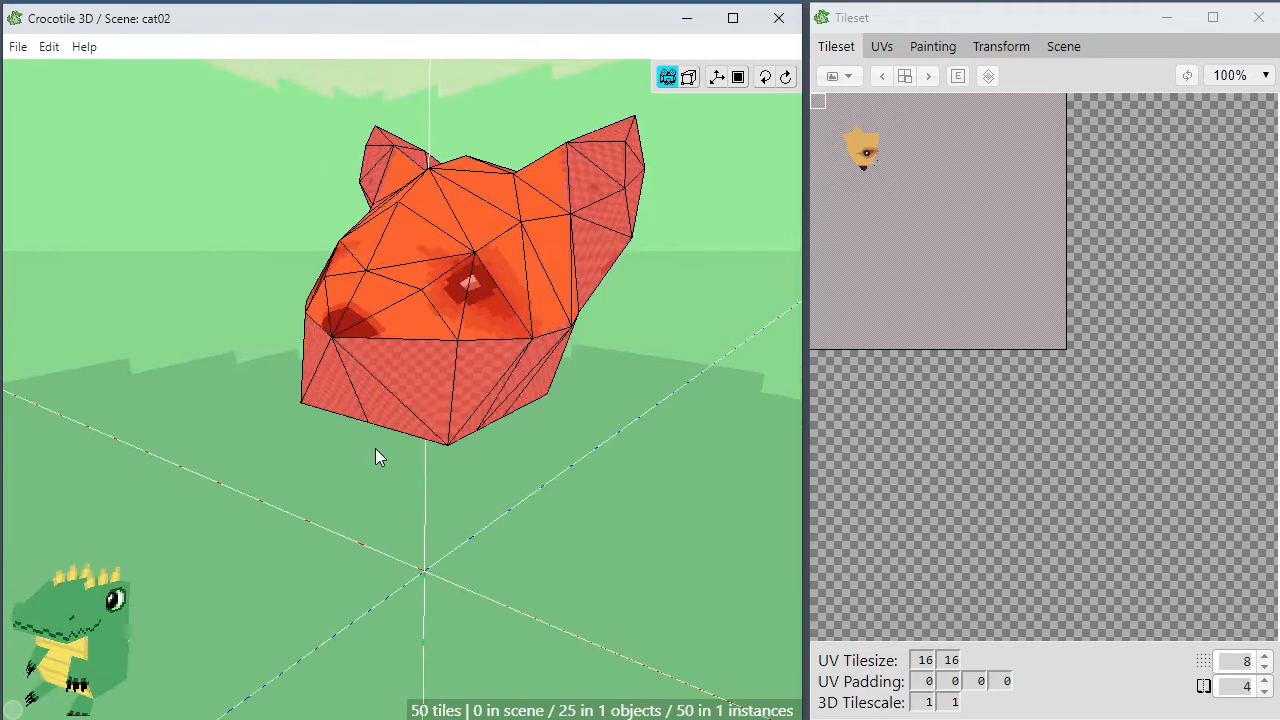 Crocotile 3D / Scene: cat02
File Edit Help
Tileset
Tileset UVs Painting Transform Scene
E 100%
UV Tilesize: 16 16
UV Padding: 0 0 0 0
3D Tilescale: 1 1
8
4
50 tiles | 0 in scene / 25 in 1 objects / 50 in 1 instances